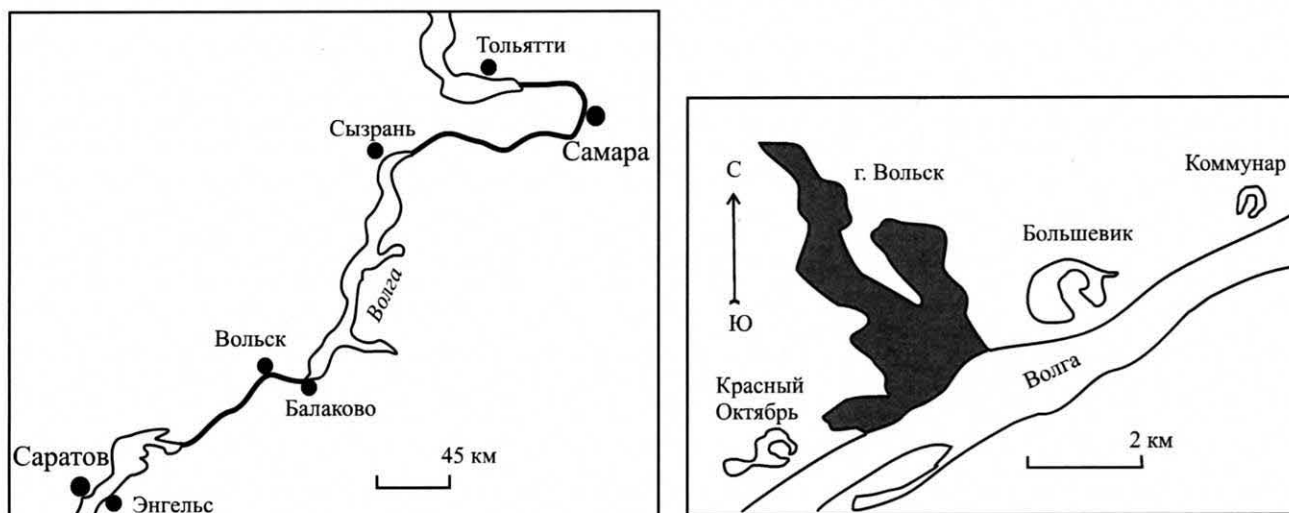 Тольятти
Сызрань
Самара
Волга
Вольск
Балаково
Саратов
45 км
Энгельс
С
г. Вольск
Коммунар
Большевик
Ю
Волга
Красный
Октябрь
2 км